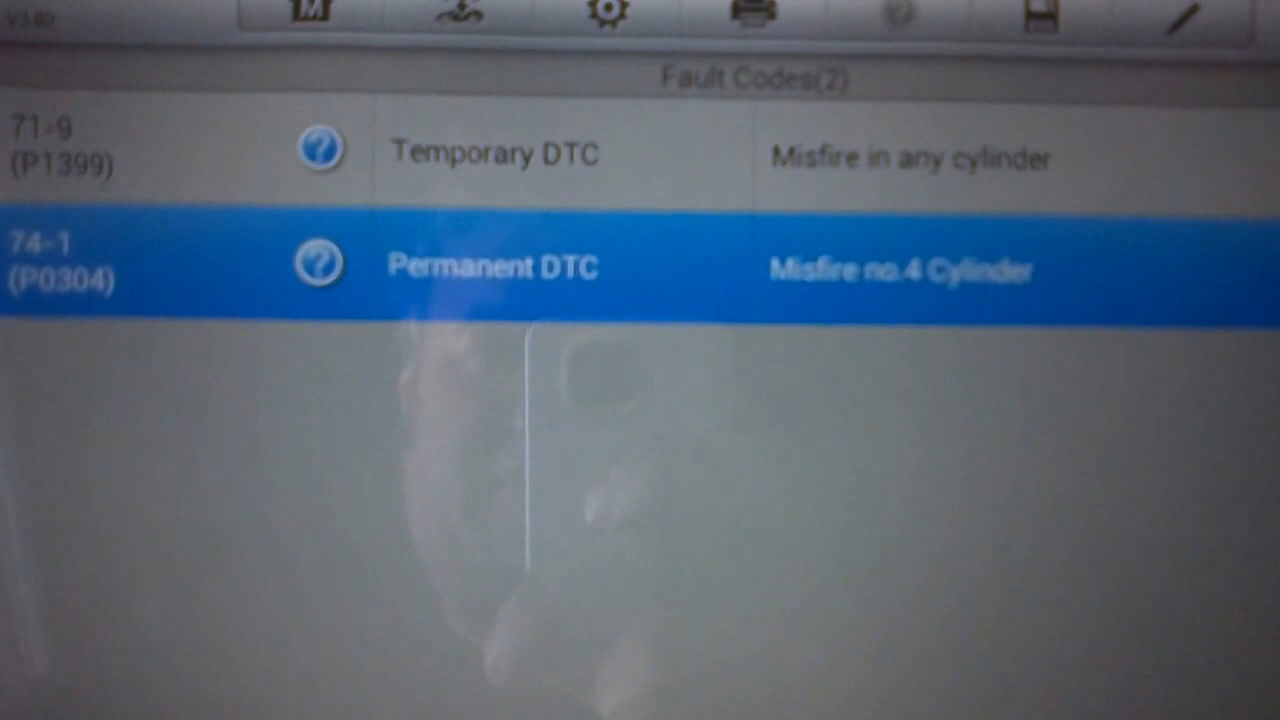 Fault Codes(2)
71-9
(P1399)
Temporary DTC
Misfire in any cylinder
74-1
(P0304)
Permanent DTC
Misfire no.4 Cylinder